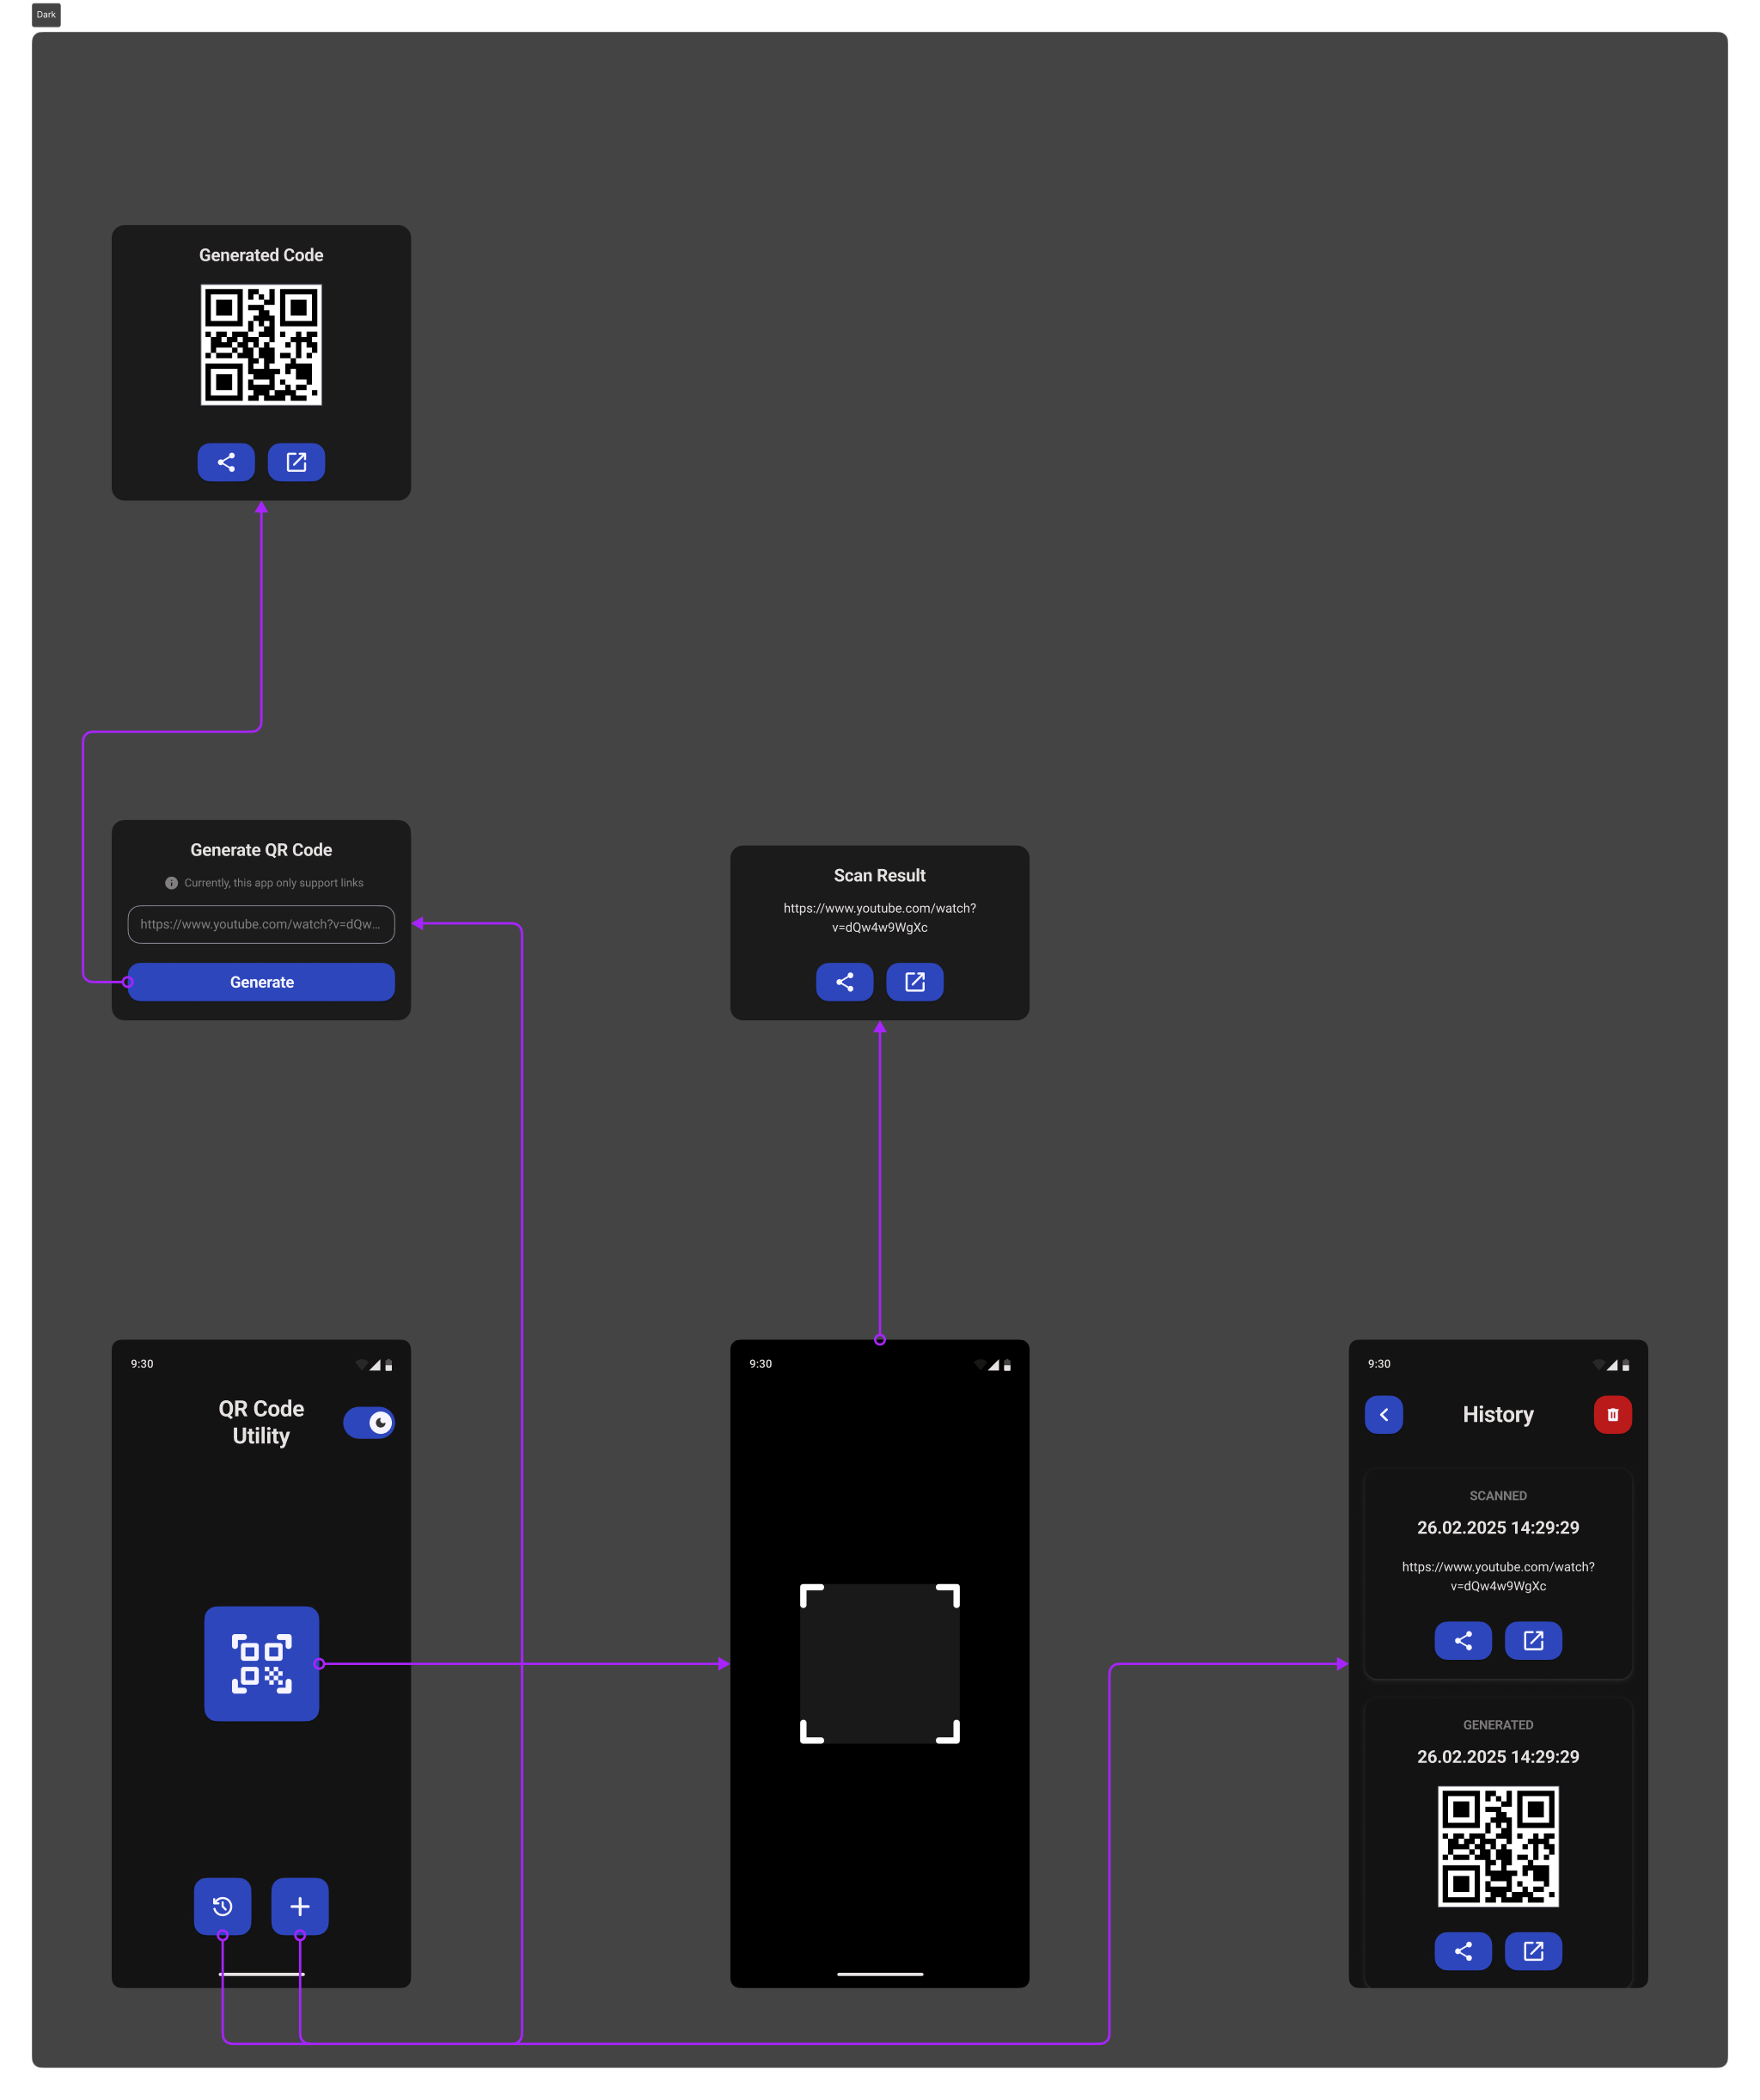 Dark
Generated Code
Generate QR Code
Currently, this app only support links
https://www.youtube.com/watch?v=dQw...
Generate
Scan Result
https://www.youtube.com/watch?
v=dQw4w9WgXc
9:30
QR Code
Utility
9:30
9:30
History
SCANNED
26.02.2025 14:29:29
https://www.youtube.com/watch?
v=dQw4w9WgXc
GENERATED
26.02.2025 14:29:29